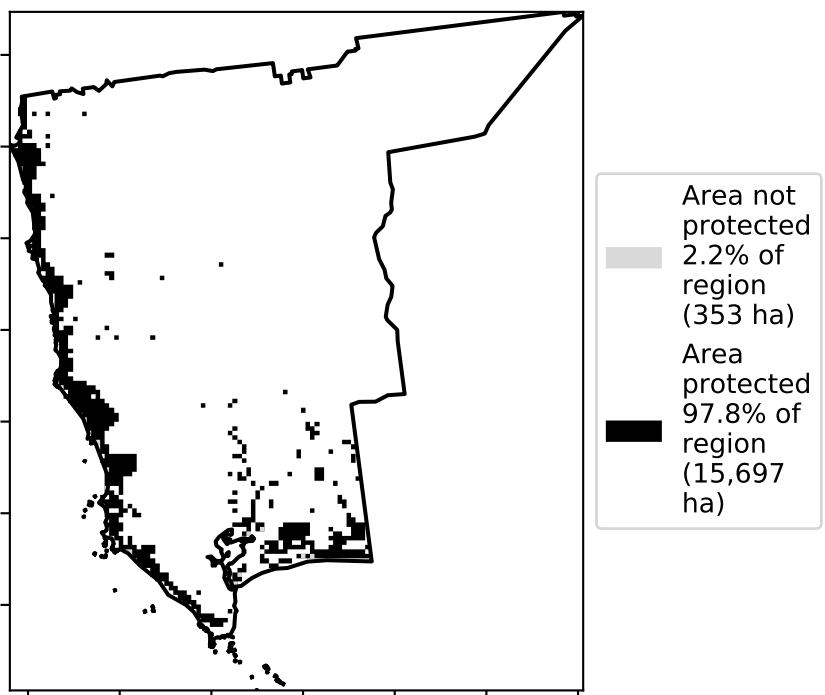 Area not
protected
2.2% of
region
(353 ha)
Area
protected
97.8% of
region
(15,697
ha)